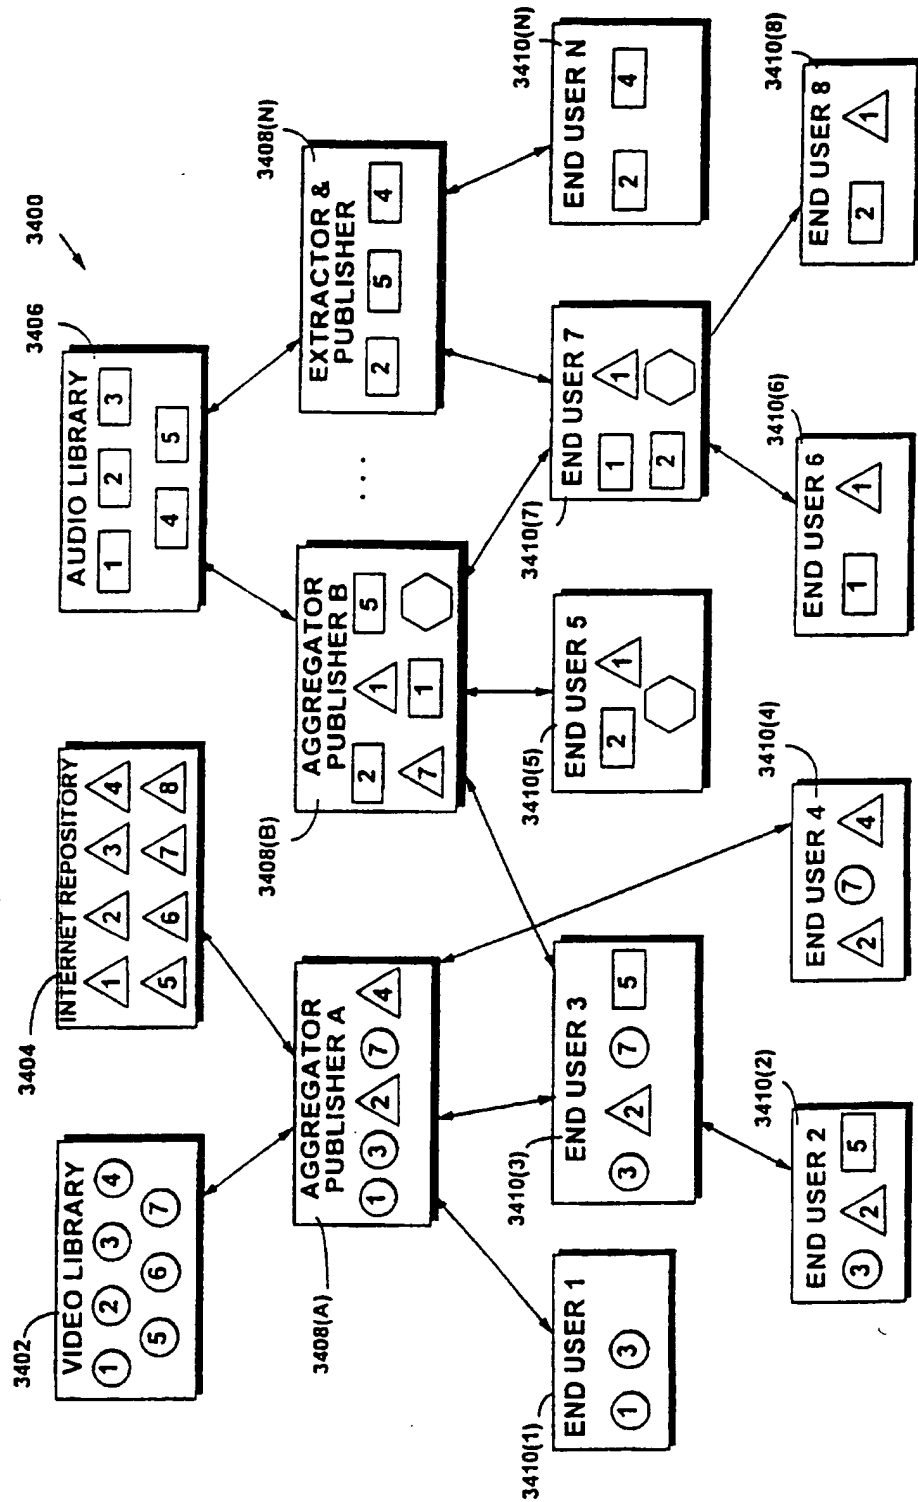 3400
3402
VIDEO LIBRARY
1 2 3 4
5 6 7
3404
INTERNET REPOSITORY
1 2 3 4
5 6 7 8
3406
AUDIO LIBRARY
1 2 3
4 5
3408(A)
AGGREGATOR
PUBLISHER A
1 3 2 7 4
3408(B)
AGGREGATOR
PUBLISHER B
2 1 5
7 1
. . .
3408(N)
EXTRACTOR &
PUBLISHER
2 5 4
3410(1)
END USER 1
1 3
3410(3)
END USER 3
3 2 7 5
3410(5)
END USER 5
2 1
3410(7)
END USER 7
1 1
2
3410(N)
END USER N
2 4
3410(2)
END USER 2
3 2 5
3410(4)
END USER 4
2 7 4
3410(6)
END USER 6
1 1
3410(8)
END USER 8
2 1